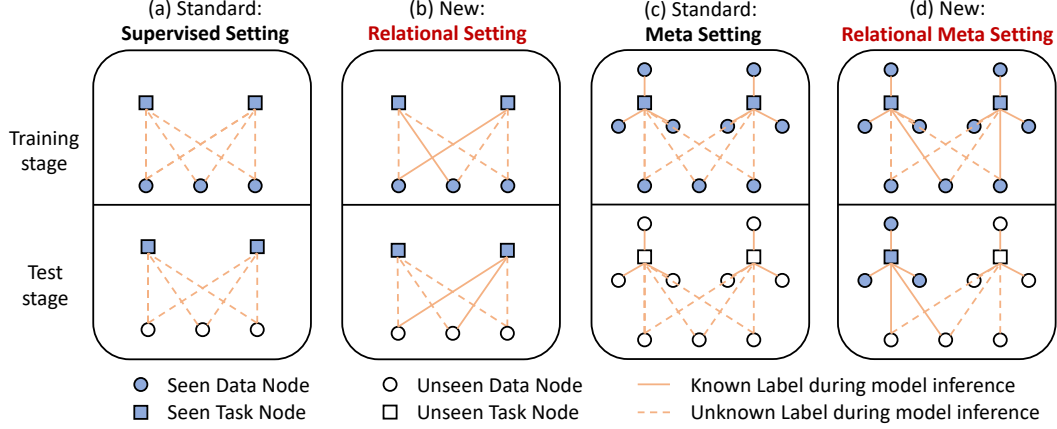 (a) Standard:
Supervised Setting
(b) New:
Relational Setting
(c) Standard:
Meta Setting
(d) New:
Relational Meta Setting
Training
stage
Test
stage
Seen Data Node
Unseen Data Node
Known Label during model inference
Seen Task Node
Unseen Task Node
Unknown Label during model inference